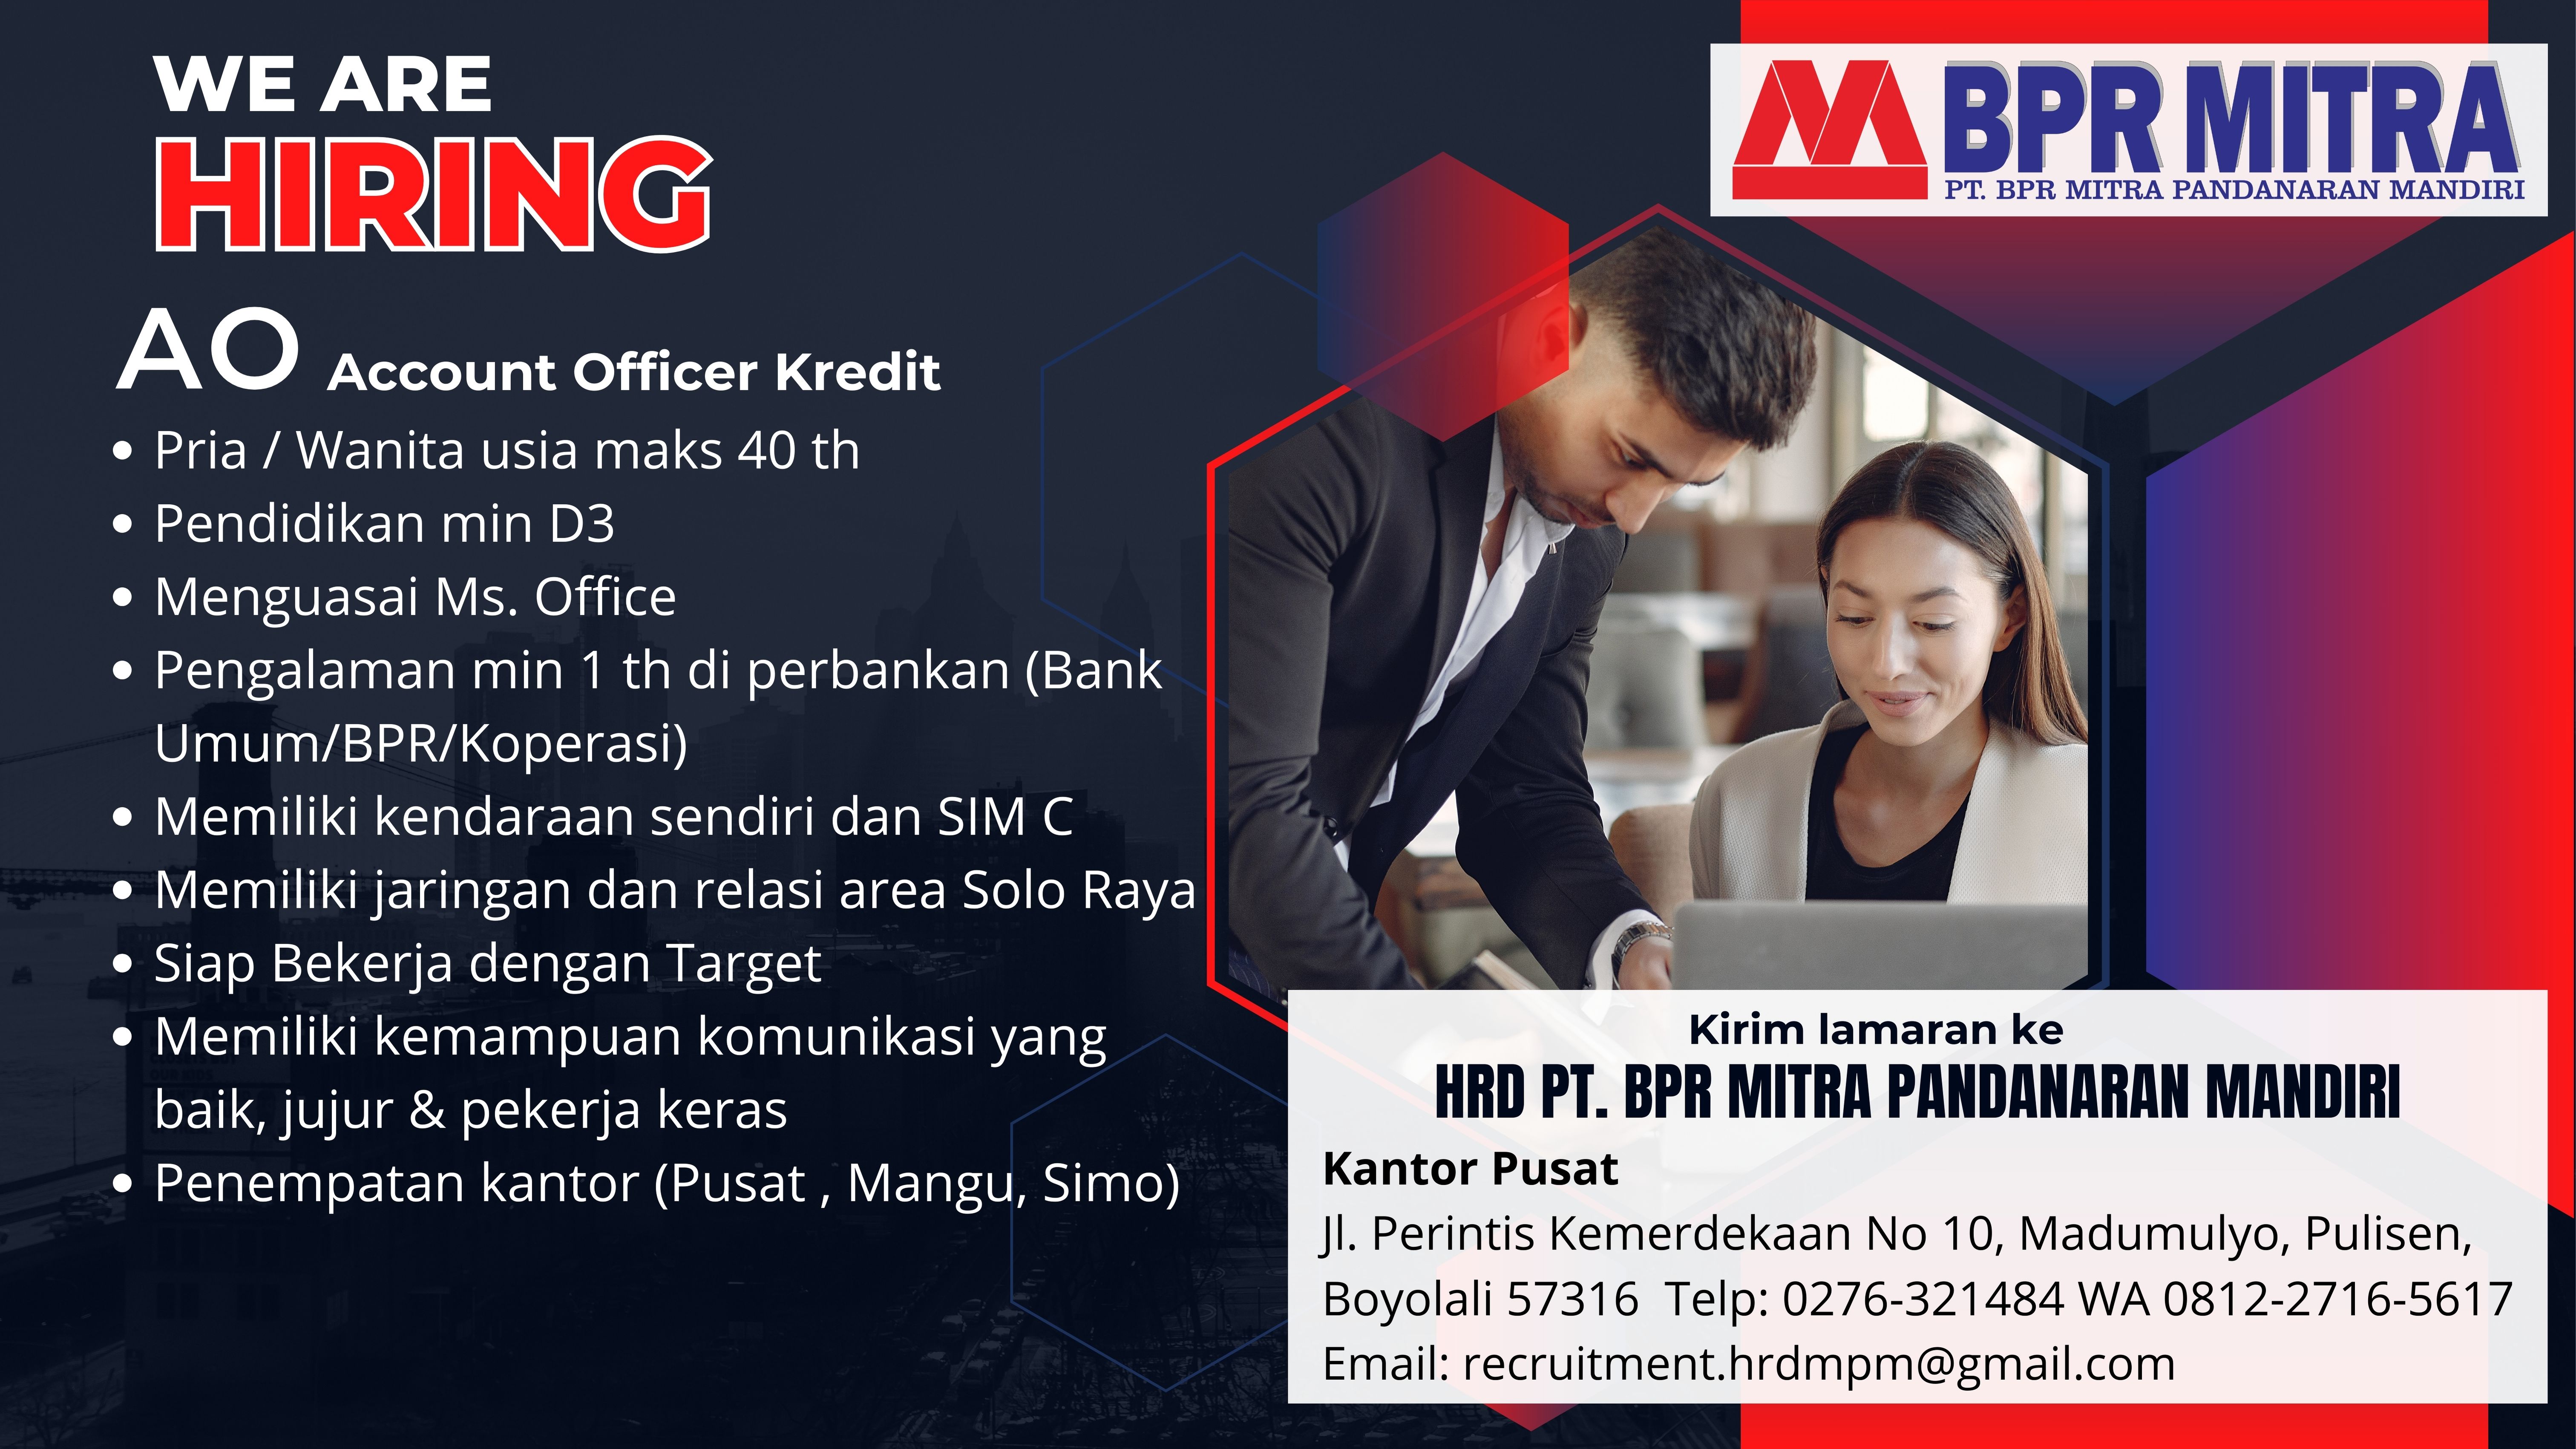 WE ARE
HIRING
BPR MITRA
PT. BPR MITRA PANDANARAN MANDIRI
AO Account Officer Kredit
• Pria / Wanita usia maks 40 th
• Pendidikan min D3
• Menguasai Ms. Office
• Pengalaman min 1 th di perbankan (Bank
Umum/BPR/Koperasi)
• Memiliki kendaraan sendiri dan SIM C
• Memiliki jaringan dan relasi area Solo Raya
• Siap Bekerja dengan Target
• Memiliki kemampuan komunikasi yang
baik, jujur & pekerja keras
• Penempatan kantor (Pusat , Mangu, Simo)
Kirim lamaran ke
HRD PT. BPR MITRA PANDANARAN MANDIRI
Kantor Pusat
Jl. Perintis Kemerdekaan No 10, Madumulyo, Pulisen,
Boyolali 57316 Telp: 0276-321484 WA 0812-2716-5617
Email: recruitment.hrdmpm@gmail.com